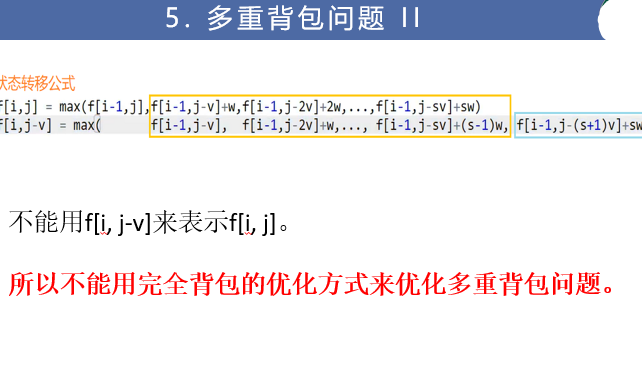 5. 多重背包问题 II
状态转移公式
f[i,j] = max(f[i-1,j],f[i-1,j-v]+w,f[i-1,j-2v]+2w,...,f[i-1,j-sv]+sw)
f[i,j-v] = max( f[i-1,j-v], f[i-1,j-2v]+w,..., f[i-1,j-sv]+(s-1)w, f[i-1,j-(s+1)v]+sw
不能用f[i, j-v]来表示f[i, j]。
所以不能用完全背包的优化方式来优化多重背包问题。